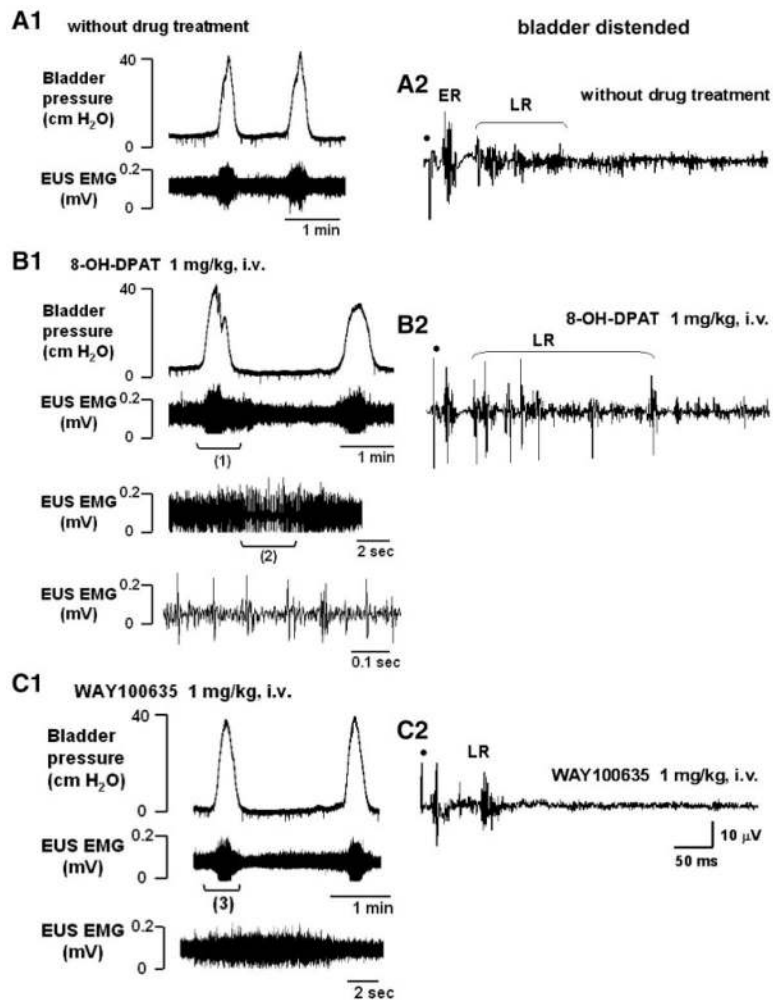 A1 without drug treatment
bladder distended
40
Bladder
pressure
(cm H₂O)
0
0.2
EUS EMG
(mV)
0
1 min
A2
ER
LR
without drug treatment
B1
8-OH-DPAT 1 mg/kg, i.v.
40
Bladder
pressure
(cm H₂O)
0
EUS EMG
0.2
(mV)
0
(1)
1 min
EUS EMG
0.2
(mV)
0
(2)
2 sec
EUS EMG
0.2
(mV)
0
0.1 sec
B2
8-OH-DPAT 1 mg/kg, i.v.
LR
C1
WAY100635 1 mg/kg, i.v.
40
Bladder
pressure
(cm H₂O)
0
EUS EMG
0.2
(mV)
0
(3)
1 min
EUS EMG
0.2
(mV)
0
2 sec
C2
LR
WAY100635 1 mg/kg, i.v.
10 μV
50 ms